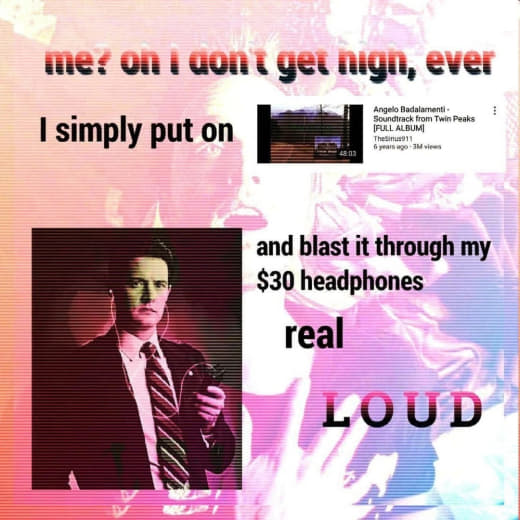 me? oh I don't get high, ever
I simply put on
Angelo Badalamenti -
Soundtrack from Twin Peaks
[FULL ALBUM]
TheSirius911
6 years ago · 3M views
48:03
and blast it through my
$30 headphones
real
LOUD